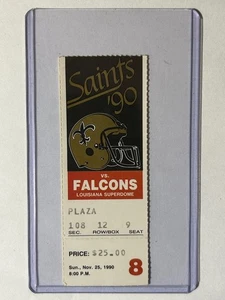 Saints
'90
VS.
FALCONS
LOUISIANA SUPERDOME
PLAZA
108 12 9
SEC. ROW/BOX SEAT
PRICE: $25.00
Sun., Nov. 25, 1990
8:00 P.M.
8